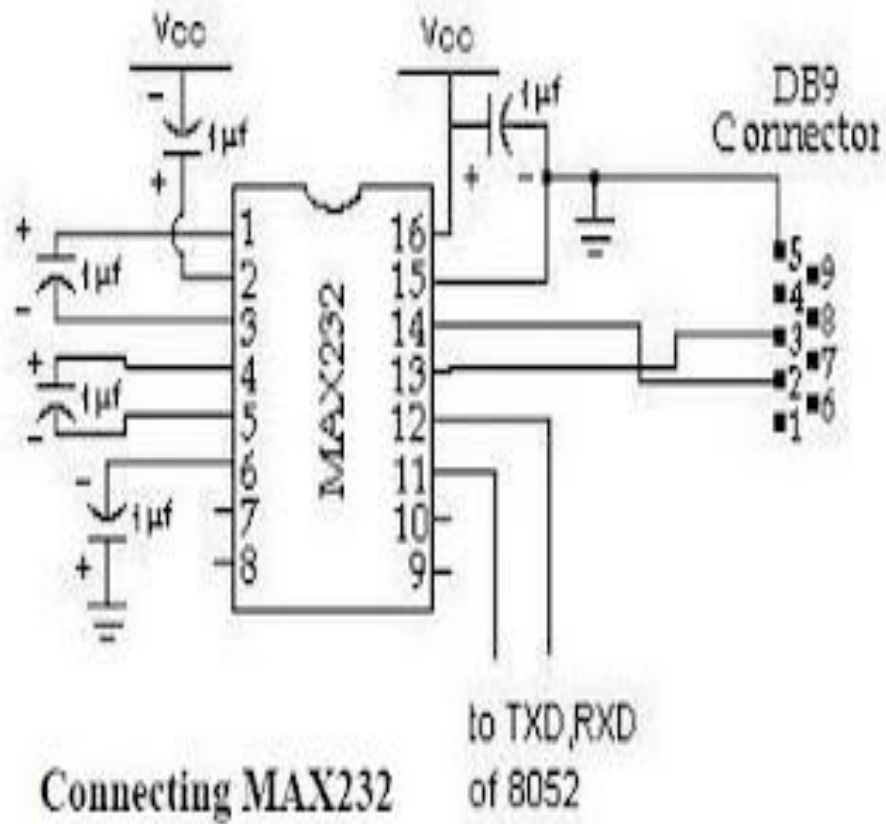 Vcc
Vcc
-
1µf
+
1µf
+
-
DB9
Connector
+
1µf
-
+
1µf
-
-
1µf
+
1
2
3
4
5
6
7
8
MAX232
16
15
14
13
12
11
10
9
5
9
4
8
3
7
2
6
1
to TXD,RXD
of 8052
Connecting MAX232